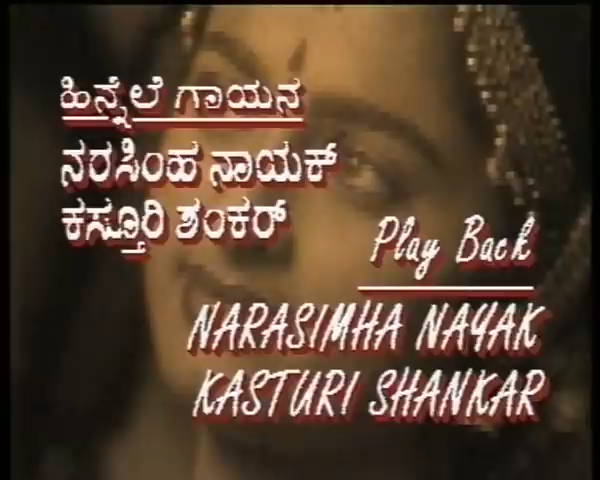 ಹಿನ್ನೆಲೆ ಗಾಯನ
ನರಸಿಂಹ ನಾಯಕ್
ಕಸ್ತೂರಿ ಶಂಕರ್
Play Back
NARASIMHA NAYAK
KASTURI SHANKAR